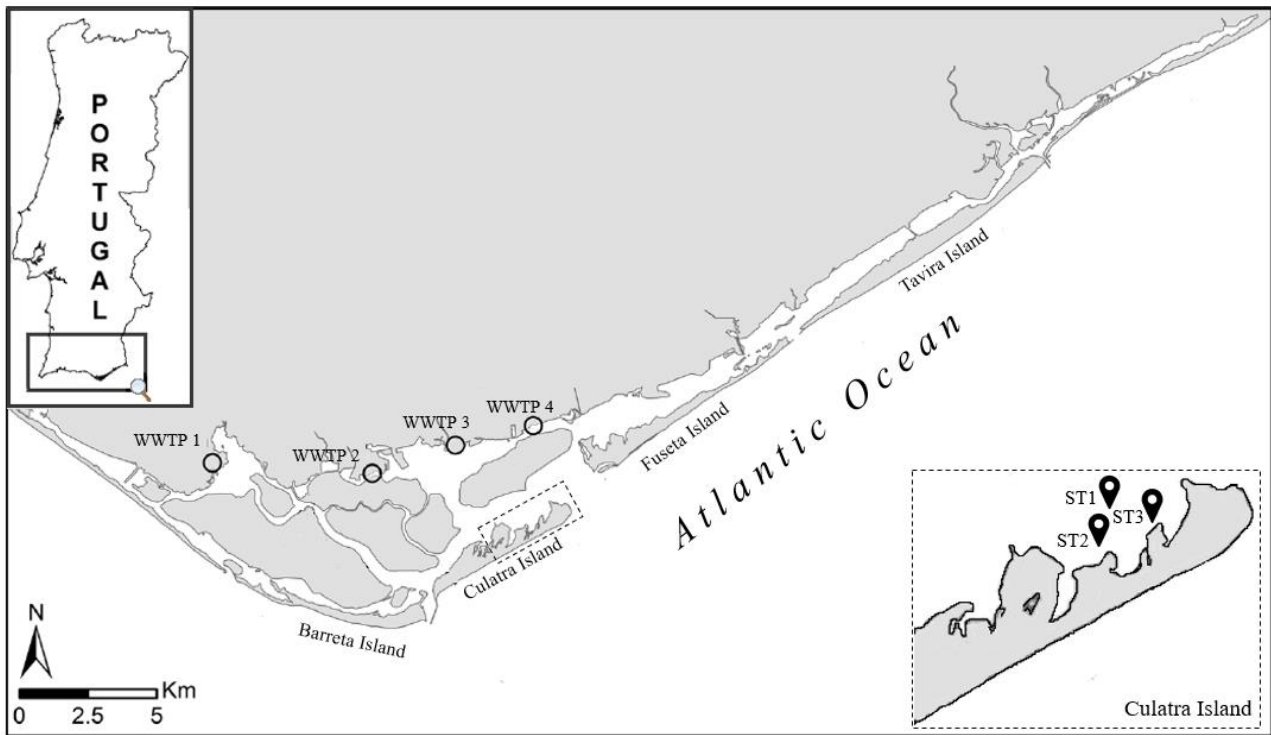 PORTUGAL
Tavira Island
Atlantic Ocean
Fuseta Island
WWTP 4
WWTP 3
WWTP 1
WWTP 2
ST1
ST3
ST2
Culatra Island
Barreta Island
N
Km
0 2.5 5
Culatra Island